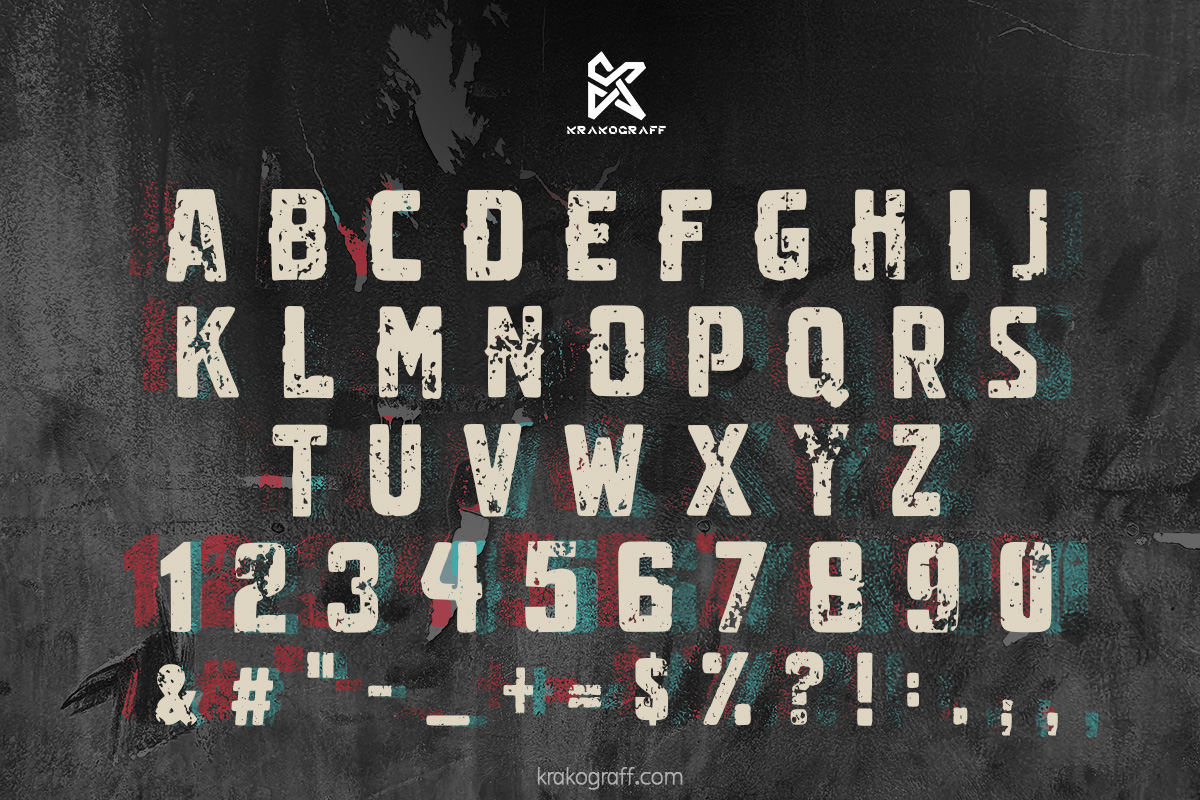 KRAKOGRAFF
A B C D E F G H I J
K L M N O P Q R S
T U V W X Y Z
1 2 3 4 5 6 7 8 9 0
& # " - _ + = $ % ? ! : . ; ,
krakograff.com